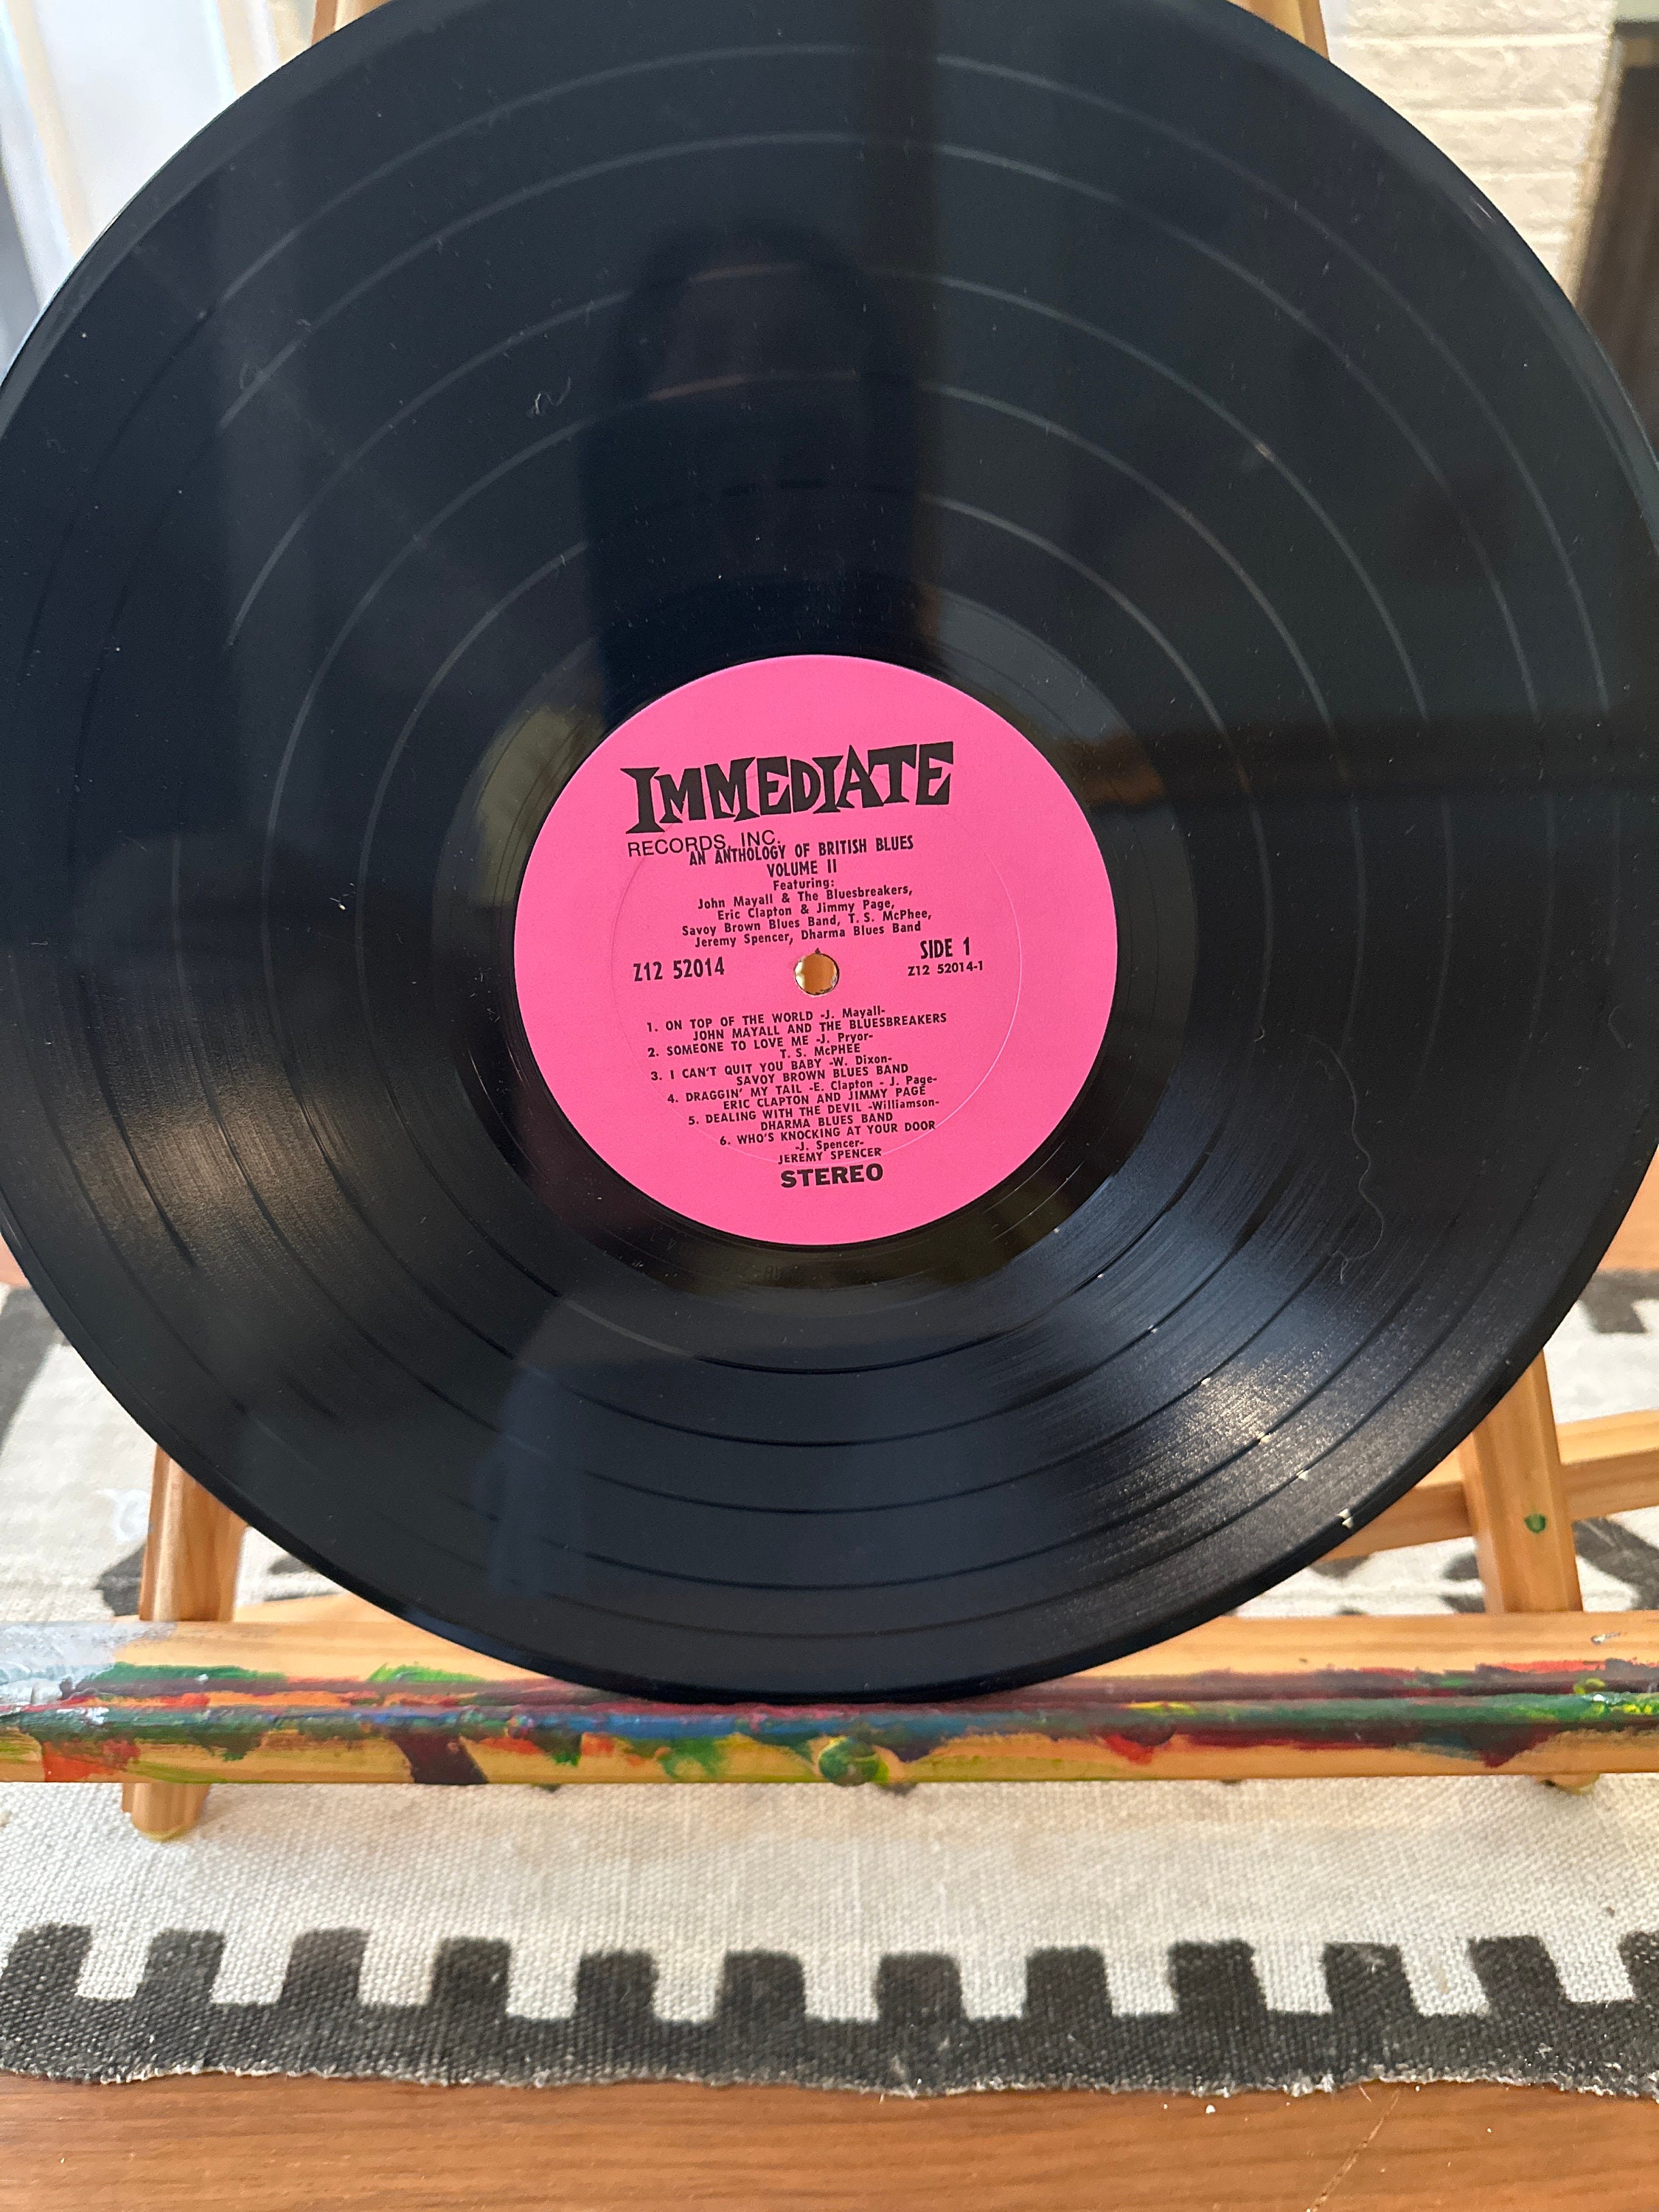 IMMEDIATE
RECORDS, INC.
AN ANTHOLOGY OF BRITISH BLUES
VOLUME II
Featuring:
John Mayall & The Bluesbreakers,
Eric Clapton & Jimmy Page,
Savoy Brown Blues Band, T. S. McPhee,
Jeremy Spencer, Dharma Blues Band
Z12 52014
SIDE 1
Z12 52014-1
1. ON TOP OF THE WORLD -J. Mayall-
JOHN MAYALL AND THE BLUESBREAKERS
2. SOMEONE TO LOVE ME -J. Pryor-
T. S. McPHEE
3. I CAN'T QUIT YOU BABY -W. Dixon-
SAVOY BROWN BLUES BAND
4. DRAGGIN' MY TAIL -E. Clapton - J. Page-
ERIC CLAPTON AND JIMMY PAGE
5. DEALING WITH THE DEVIL -Williamson-
DHARMA BLUES BAND
6. WHO'S KNOCKING AT YOUR DOOR
-J. Spencer-
JEREMY SPENCER
STEREO